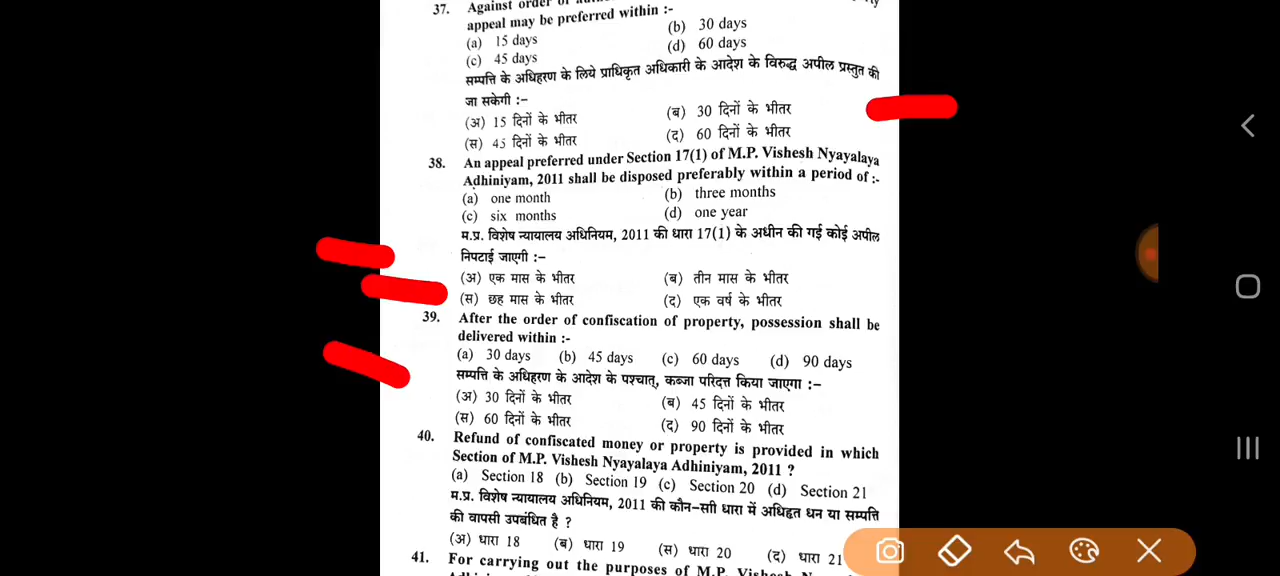 37. Against order of
appeal may be preferred within :-
(a) 15 days (b) 30 days
(c) 45 days (d) 60 days
सम्पत्ति के अधिहरण के लिये प्राधिकृत अधिकारी के आदेश के विरुद्ध अपील प्रस्तुत की
जा सकेगी :-
(अ) 15 दिनों के भीतर (ब) 30 दिनों के भीतर
(स) 45 दिनों के भीतर (द) 60 दिनों के भीतर
38. An appeal preferred under Section 17(1) of M.P. Vishesh Nyayalaya
Adhiniyam, 2011 shall be disposed preferably within a period of :-
(a) one month (b) three months
(c) six months (d) one year
म.प्र. विशेष न्यायालय अधिनियम, 2011 की धारा 17(1) के अधीन की गई कोई अपील
निपटाई जाएगी :-
(अ) एक मास के भीतर (ब) तीन मास के भीतर
(स) छह मास के भीतर (द) एक वर्ष के भीतर
39. After the order of confiscation of property, possession shall be
delivered within :-
(a) 30 days (b) 45 days (c) 60 days (d) 90 days
सम्पत्ति के अधिहरण के आदेश के पश्चात्, कब्जा परिदत्त किया जाएगा :-
(अ) 30 दिनों के भीतर (ब) 45 दिनों के भीतर
(स) 60 दिनों के भीतर (द) 90 दिनों के भीतर
40. Refund of confiscated money or property is provided in which
Section of M.P. Vishesh Nyayalaya Adhiniyam, 2011 ?
(a) Section 18 (b) Section 19 (c) Section 20 (d) Section 21
म.प्र. विशेष न्यायालय अधिनियम, 2011 की कौन-सी धारा में अधिहृत धन या सम्पत्ति
की वापसी उपबंधित है ?
(अ) धारा 18 (ब) धारा 19 (स) धारा 20 (द) धारा 21
41. For carrying out the purposes of M.P. Vishesh